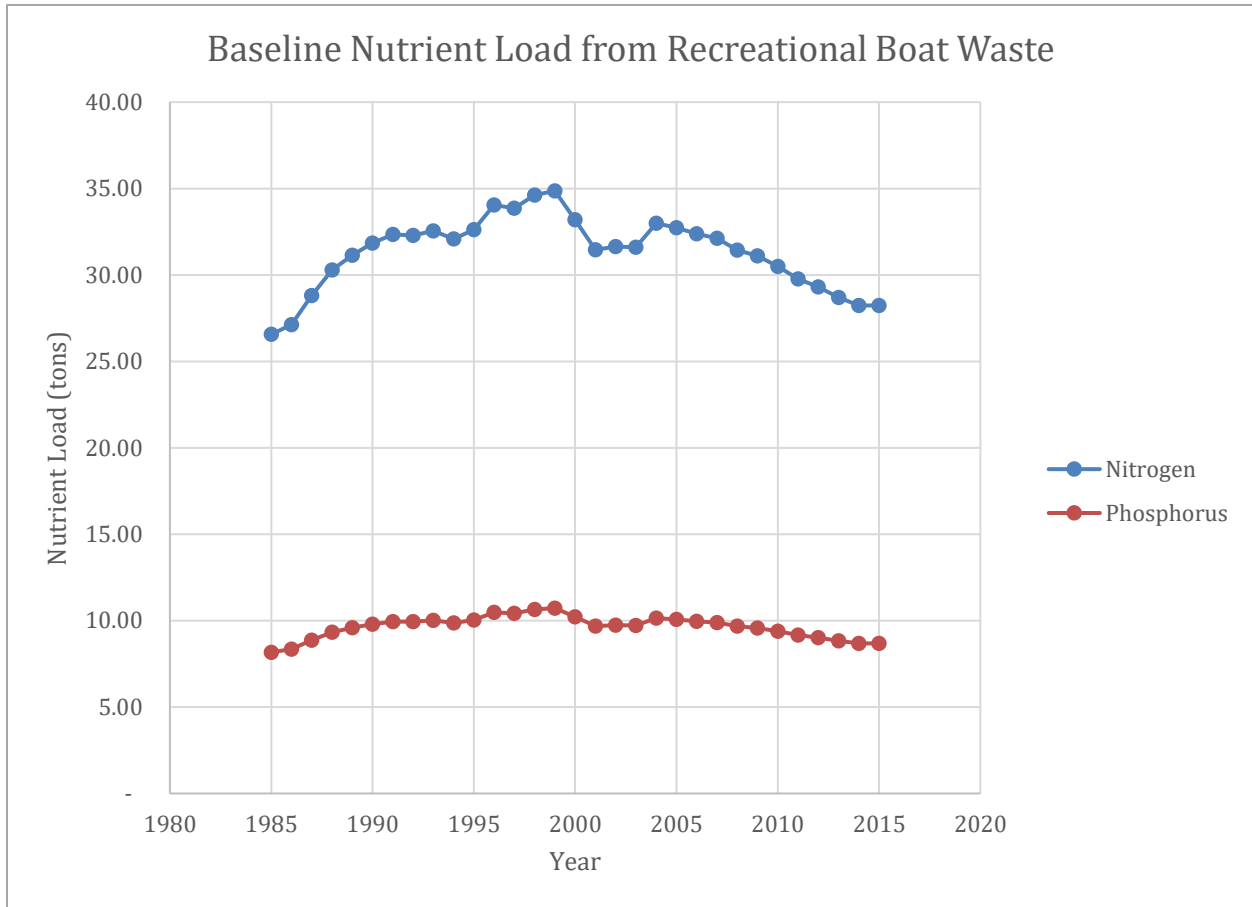 Baseline Nutrient Load from Recreational Boat Waste
40.00
35.00
30.00
25.00
20.00
15.00
10.00
5.00
-
Nutrient Load (tons)
Nitrogen
Phosphorus
1980 1985 1990 1995 2000 2005 2010 2015 2020
Year